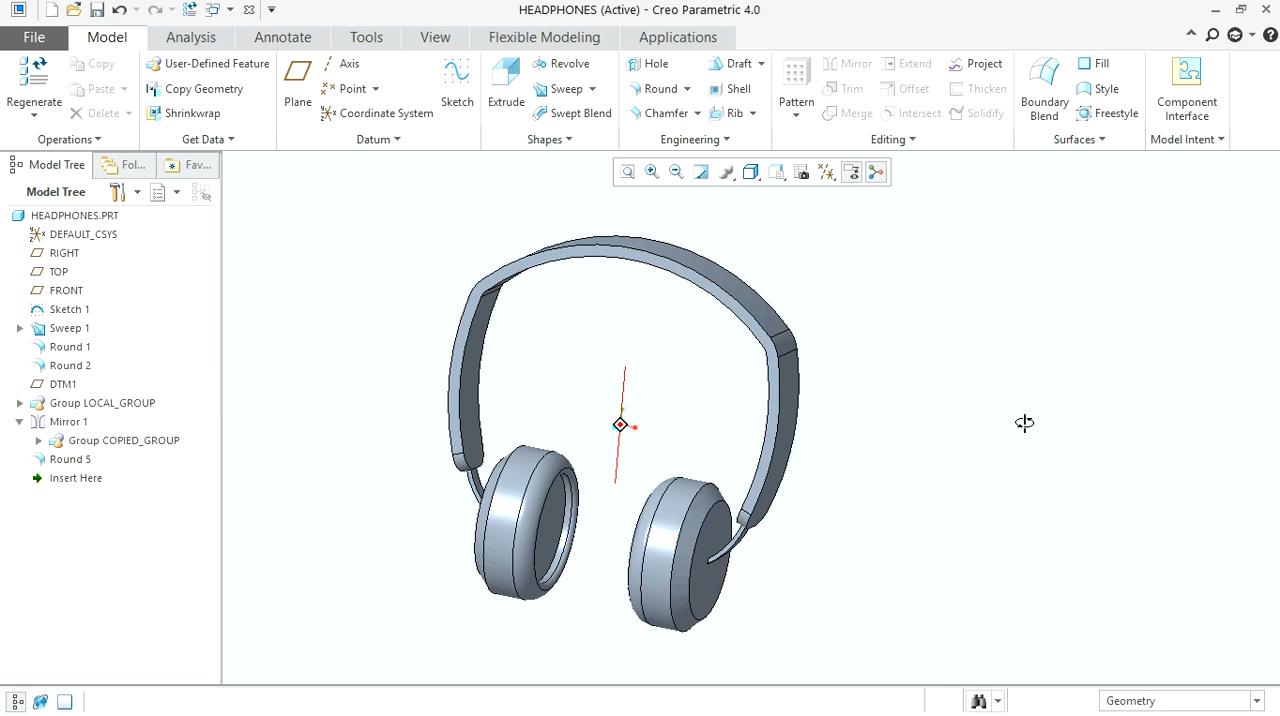 HEADPHONES (Active) - Creo Parametric 4.0
File Model Analysis Annotate Tools View Flexible Modeling Applications
Regenerate
Copy
Paste
Delete
Operations
User-Defined Feature
Copy Geometry
Shrinkwrap
Get Data
Plane
Axis
Point
Coordinate System
Sketch
Datum
Extrude
Revolve
Sweep
Swept Blend
Shapes
Hole
Round
Chamfer
Draft
Shell
Rib
Engineering
Pattern
Mirror
Trim
Merge
Extend
Offset
Intersect
Project
Thicken
Solidify
Editing
Boundary
Blend
Fill
Style
Freestyle
Surfaces
Component
Interface
Model Intent
Model Tree Fol... Fav...
Model Tree
HEADPHONES.PRT
DEFAULT_CSYS
RIGHT
TOP
FRONT
Sketch 1
Sweep 1
Round 1
Round 2
DTM1
Group LOCAL_GROUP
Mirror 1
Group COPIED_GROUP
Round 5
Insert Here
Geometry